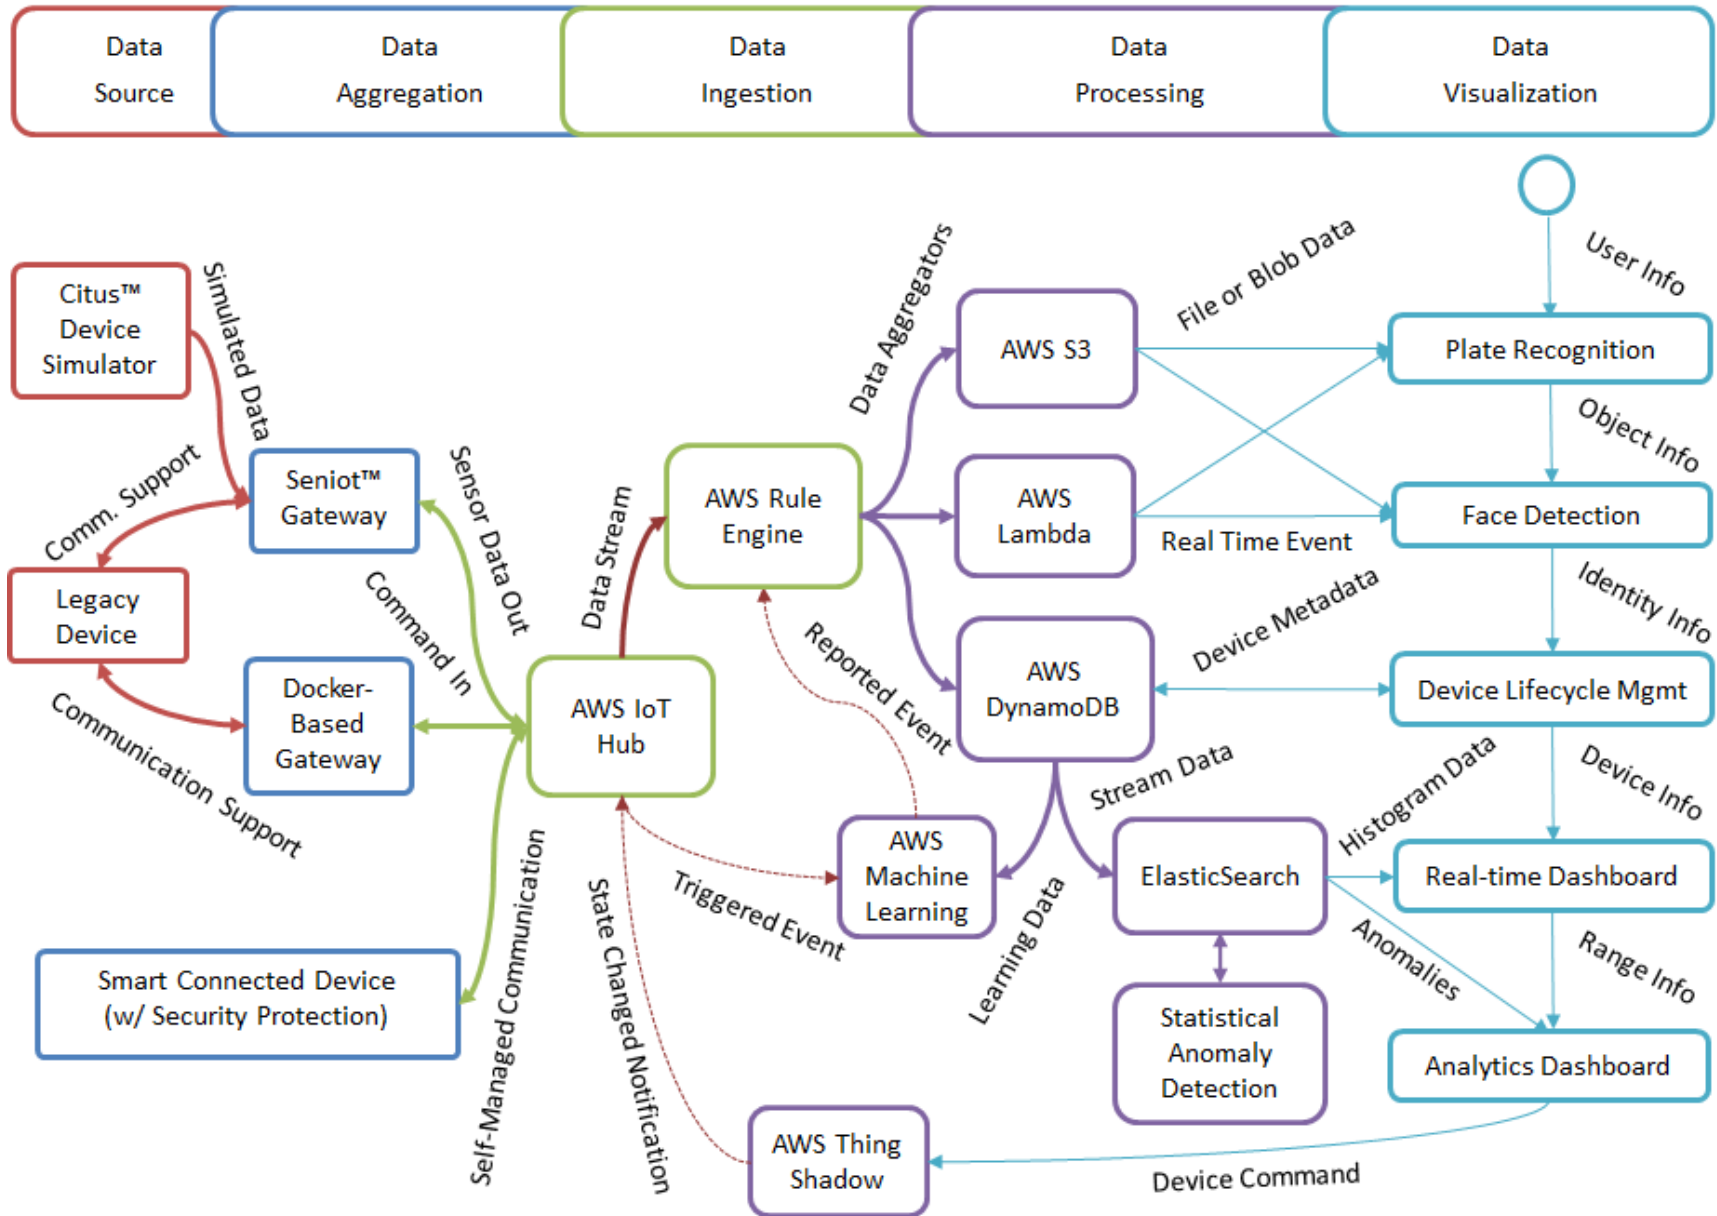 Data
Source
Data
Aggregation
Data
Ingestion
Data
Processing
Data
Visualization
User Info
Citus™
Device
Simulator
Simulated Data
Comm. Support
Seniot™
Gateway
Legacy
Device
Communication Support
Docker-
Based
Gateway
Sensor Data Out
Command In
Smart Connected Device
(w/ Security Protection)
Self-Managed Communication
AWS IoT
Hub
Data Stream
AWS Rule
Engine
Data Aggregators
Reported Event
Triggered Event
State Changed Notification
AWS S3
File or Blob Data
AWS
Lambda
Real Time Event
AWS
DynamoDB
Device Metadata
Stream Data
AWS
Machine
Learning
Learning Data
ElasticSearch
Histogram Data
Anomalies
Statistical
Anomaly
Detection
AWS Thing
Shadow
Device Command
Plate Recognition
Object Info
Face Detection
Identity Info
Device Lifecycle Mgmt
Device Info
Real-time Dashboard
Range Info
Analytics Dashboard